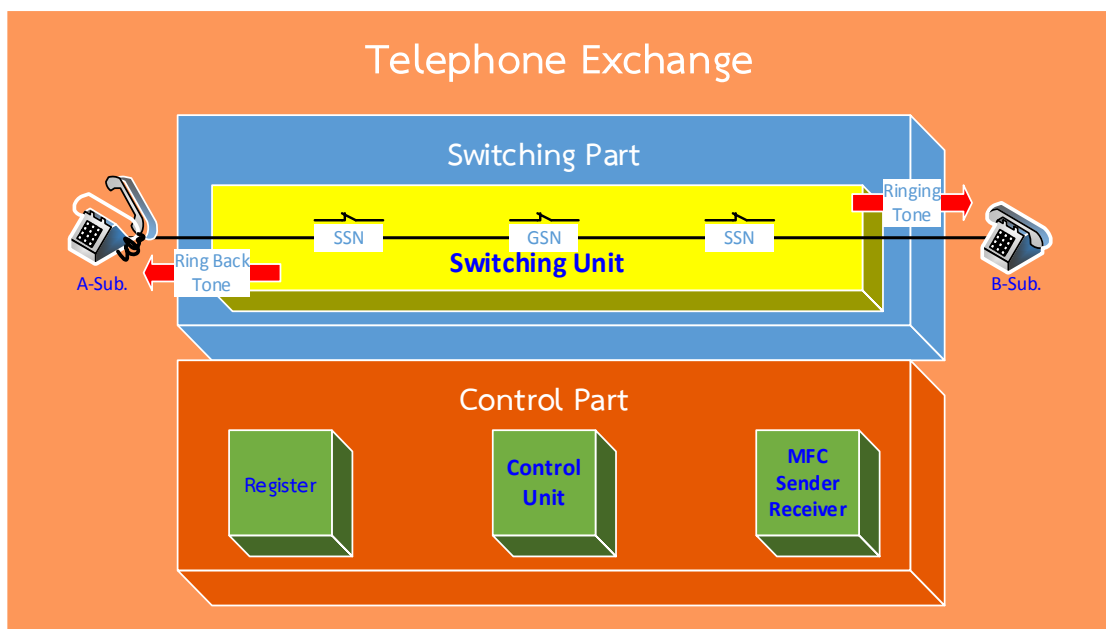 Telephone Exchange
Switching Part
Ringing
Tone
SSN
GSN
SSN
Switching Unit
Ring Back
Tone
A-Sub.
B-Sub.
Control Part
Register
Control
Unit
MFC
Sender
Receiver